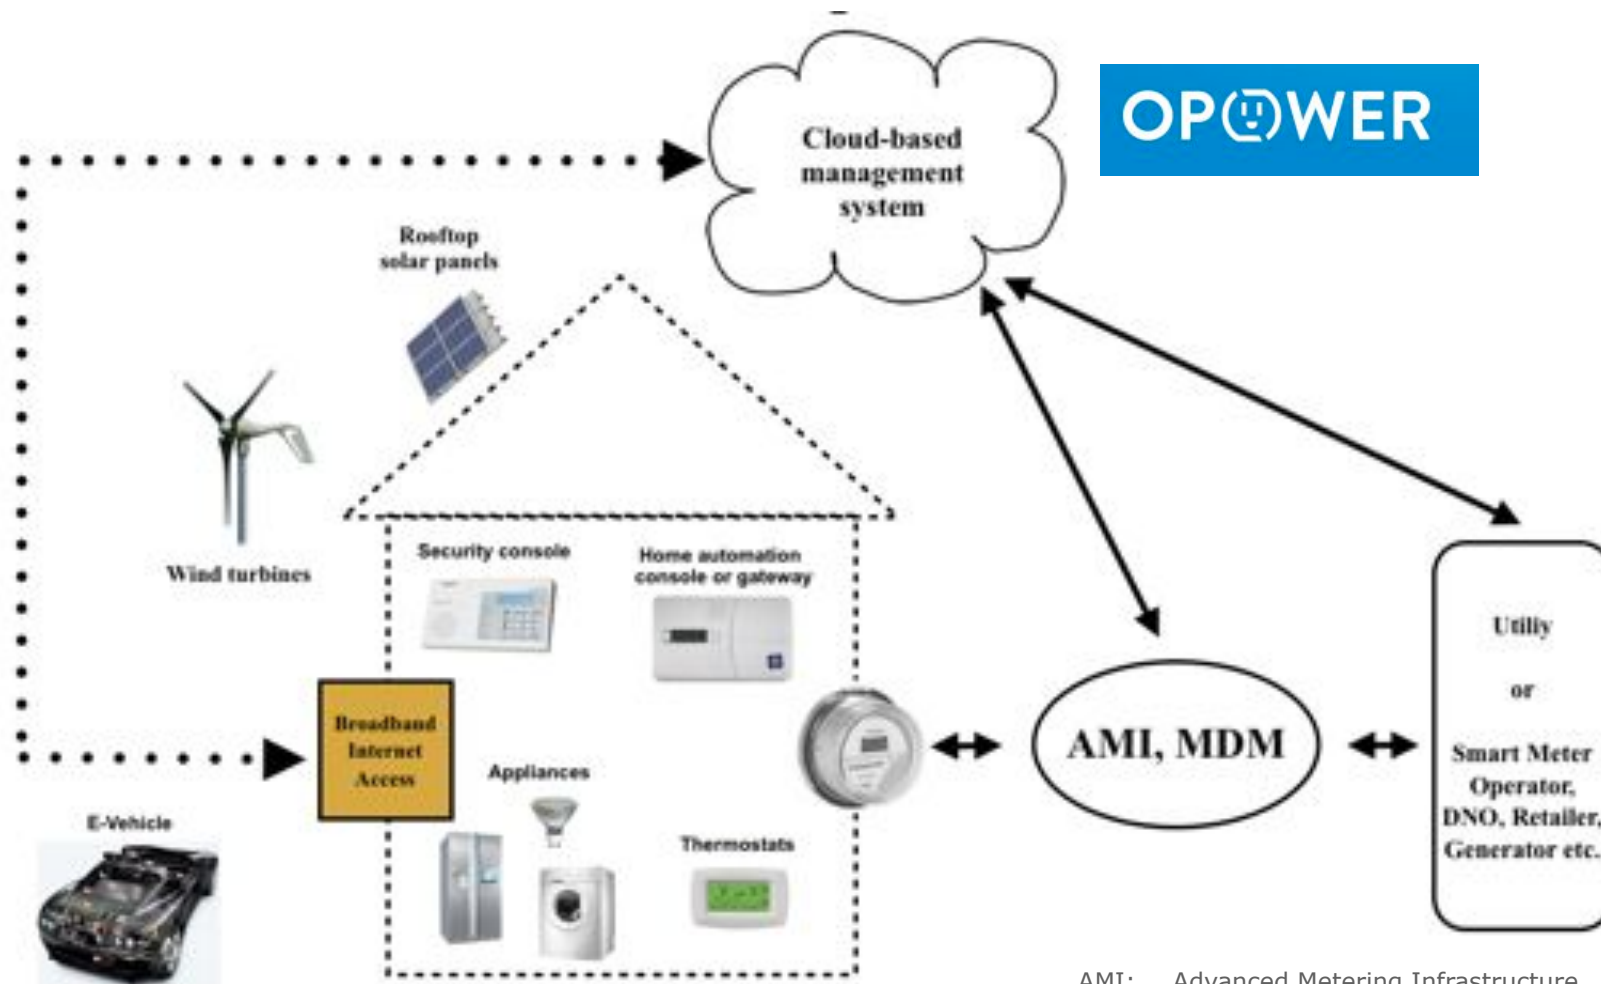 OPOWER
Cloud-based
management
system
Rooftop
solar panels
Wind turbines
Security console
Home automation
console or gateway
Broadband
Internet
Access
Appliances
Thermostats
E-Vehicle
AMI, MDM
Utiliy
or
Smart Meter
Operator,
DNO, Retailer,
Generator etc.
AMI: Advanced Metering Infrastructure